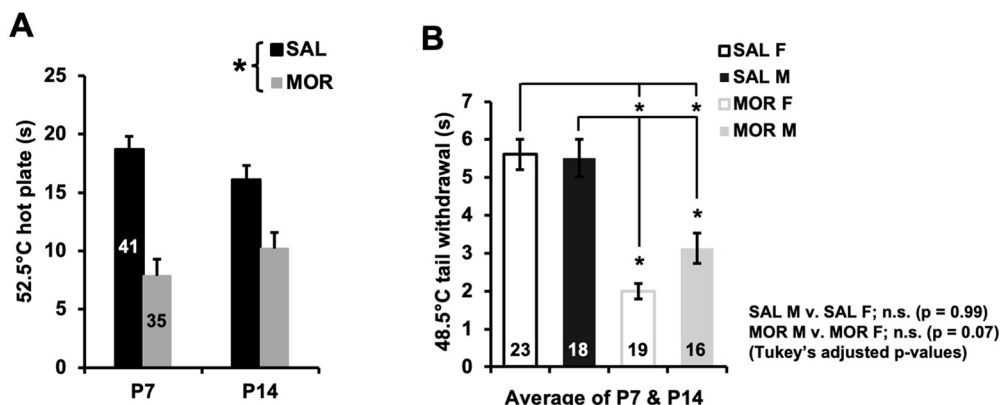 A
* SAL
MOR
52.5°C hot plate (s)
25
20
15
10
5
0
41
35
P7
P14
B
SAL F
SAL M
MOR F
MOR M
48.5°C tail withdrawal (s)
7
6
5
4
3
2
1
0
* *
*
*
23 18 19 16
Average of P7 & P14
SAL M v. SAL F; n.s. (p = 0.99)
MOR M v. MOR F; n.s. (p = 0.07)
(Tukey's adjusted p-values)